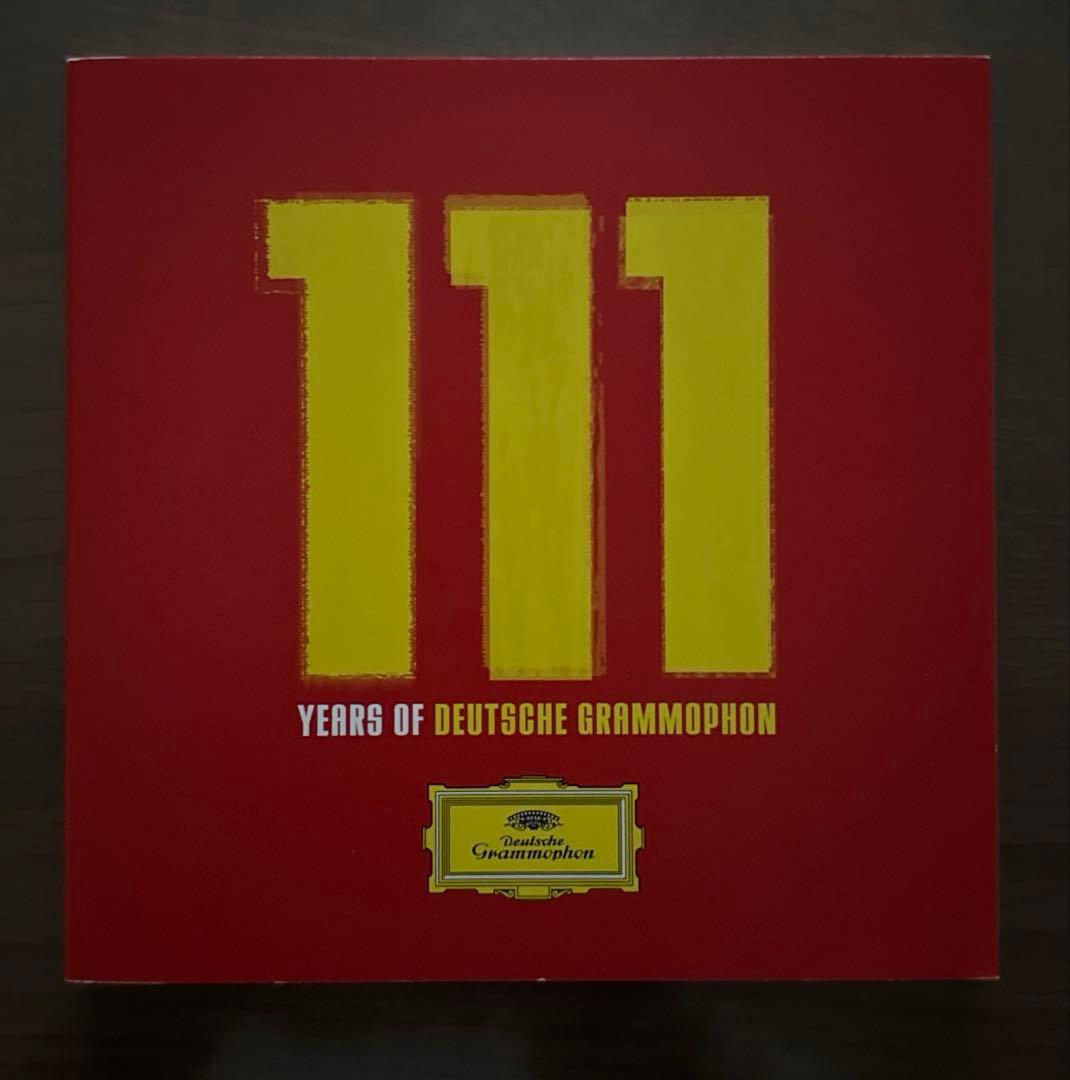 111
YEARS OF DEUTSCHE GRAMMOPHON
Deutsche
Grammophon